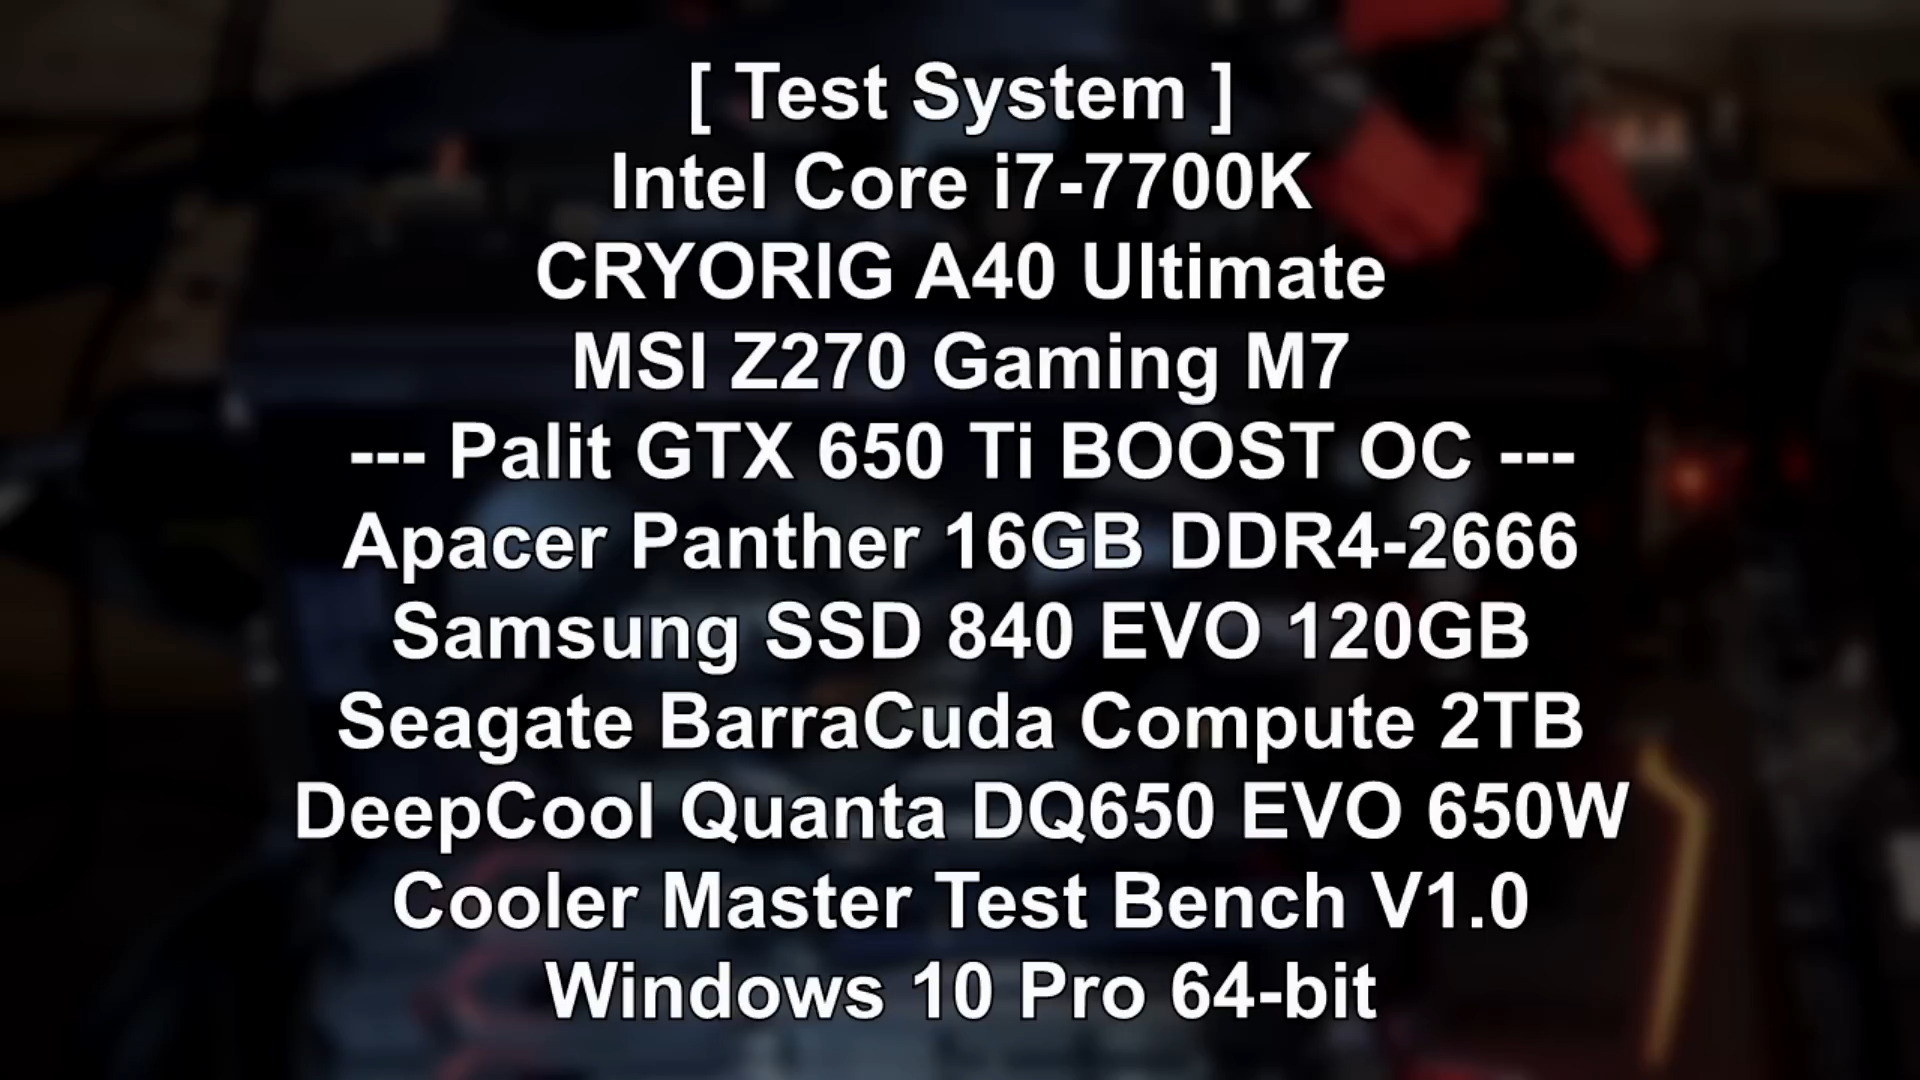 [ Test System ]
Intel Core i7-7700K
CRYORIG A40 Ultimate
MSI Z270 Gaming M7
--- Palit GTX 650 Ti BOOST OC ---
Apacer Panther 16GB DDR4-2666
Samsung SSD 840 EVO 120GB
Seagate BarraCuda Compute 2TB
DeepCool Quanta DQ650 EVO 650W
Cooler Master Test Bench V1.0
Windows 10 Pro 64-bit